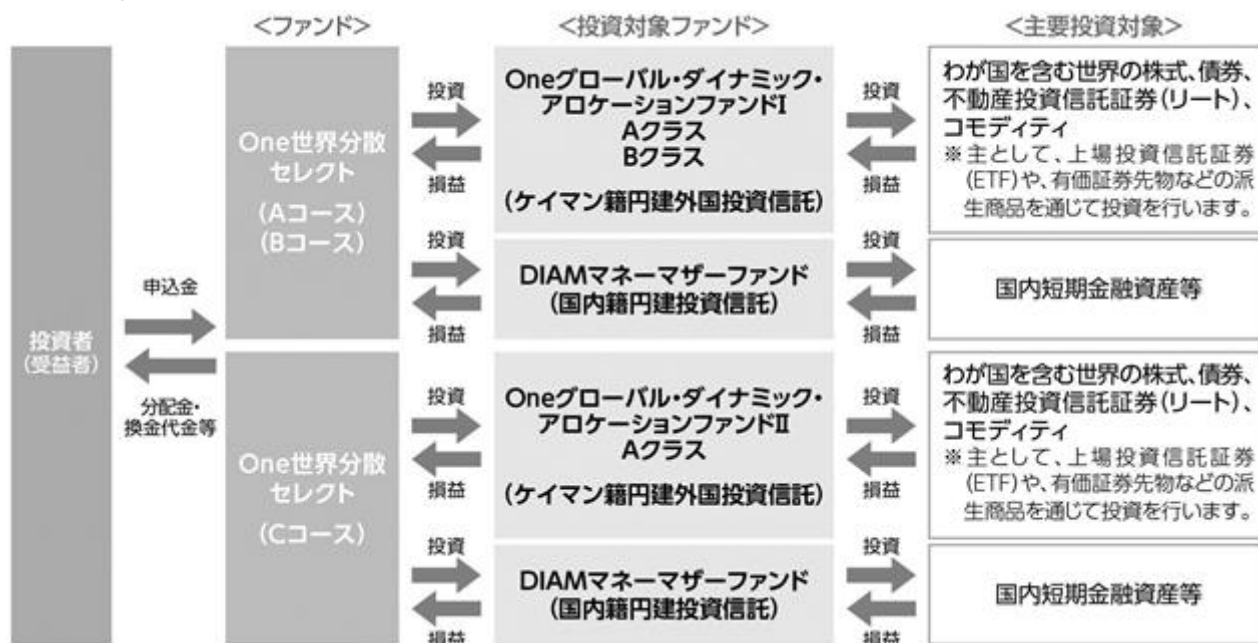 <ファンド>
<投資対象ファンド>
<主要投資対象>
投資者
(受益者)
申込金
分配金・
換金代金等
One世界分散
セレクト
(Aコース)
(Bコース)
投資
損益
Oneグローバル・ダイナミック・
アロケーションファンドⅠ
Aクラス
Bクラス
(ケイマン籍円建外国投資信託)
投資
損益
わが国を含む世界の株式、債券、
不動産投資信託証券(リート)、
コモディティ
※主として、上場投資信託証券
(ETF)や、有価証券先物などの派
生商品を通じて投資を行います。
投資
損益
DIAMマネーマザーファンド
(国内籍円建投資信託)
投資
損益
国内短期金融資産等
One世界分散
セレクト
(Cコース)
投資
損益
Oneグローバル・ダイナミック・
アロケーションファンドⅡ
Aクラス
(ケイマン籍円建外国投資信託)
投資
損益
わが国を含む世界の株式、債券、
不動産投資信託証券(リート)、
コモディティ
※主として、上場投資信託証券
(ETF)や、有価証券先物などの派
生商品を通じて投資を行います。
投資
損益
DIAMマネーマザーファンド
(国内籍円建投資信託)
投資
損益
国内短期金融資産等